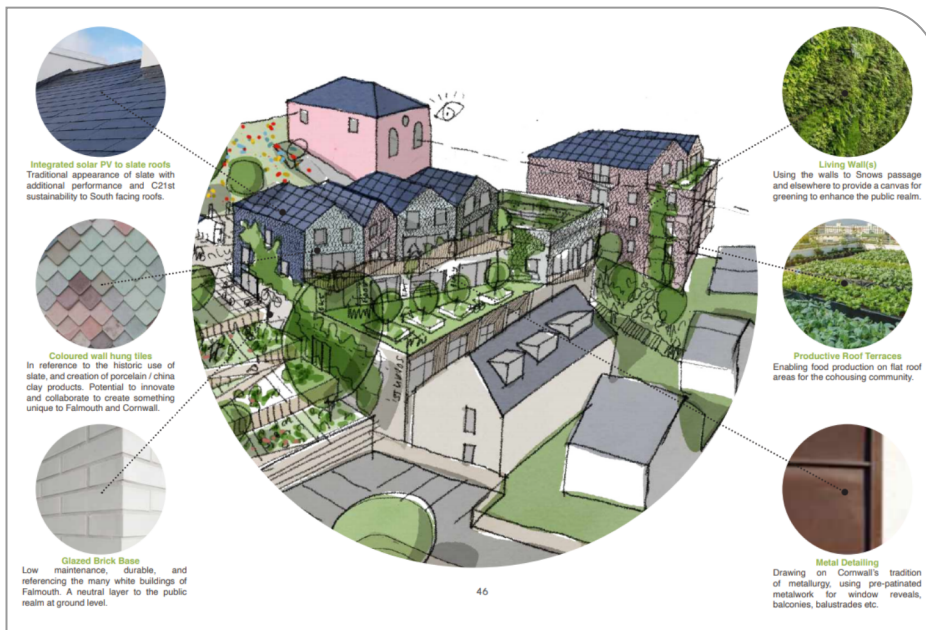 Integrated solar PV to slate roofs
Traditional appearance of slate with
additional performance and C21st
sustainability to South facing roofs.
Coloured wall hung tiles
In reference to the historic use of
slate, and creation of porcelain / china
clay products. Potential to innovate
and collaborate to create something
unique to Falmouth and Cornwall.
Glazed Brick Base
Low maintenance, durable, and
referencing the many white buildings of
Falmouth. A neutral layer to the public
realm at ground level.
Living Wall(s)
Using the walls to Snows passage
and elsewhere to provide a canvas for
greening to enhance the public realm.
Productive Roof Terraces
Enabling food production on flat roof
areas for the cohousing community.
Metal Detailing
Drawing on Cornwall's tradition
of metallurgy, using pre-patinated
metalwork for window reveals,
balconies, balustrades etc.
46